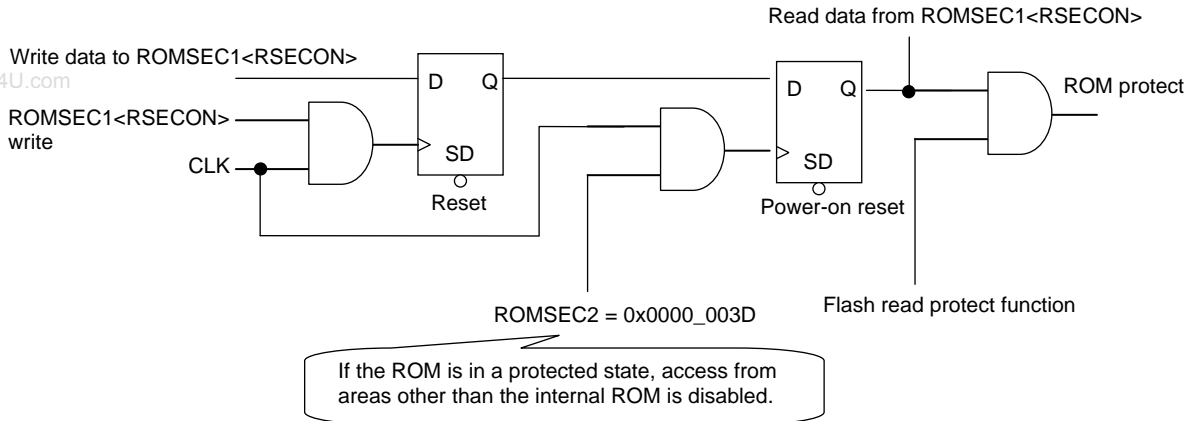 Read data from ROMSEC1<RSECON>
Write data to ROMSEC1<RSECON>
4U.com
D Q
D Q
ROM protect
ROMSEC1<RSECON>
write
CLK
SD
SD
Reset
Power-on reset
ROMSEC2 = 0x0000_003D
Flash read protect function
If the ROM is in a protected state, access from
areas other than the internal ROM is disabled.